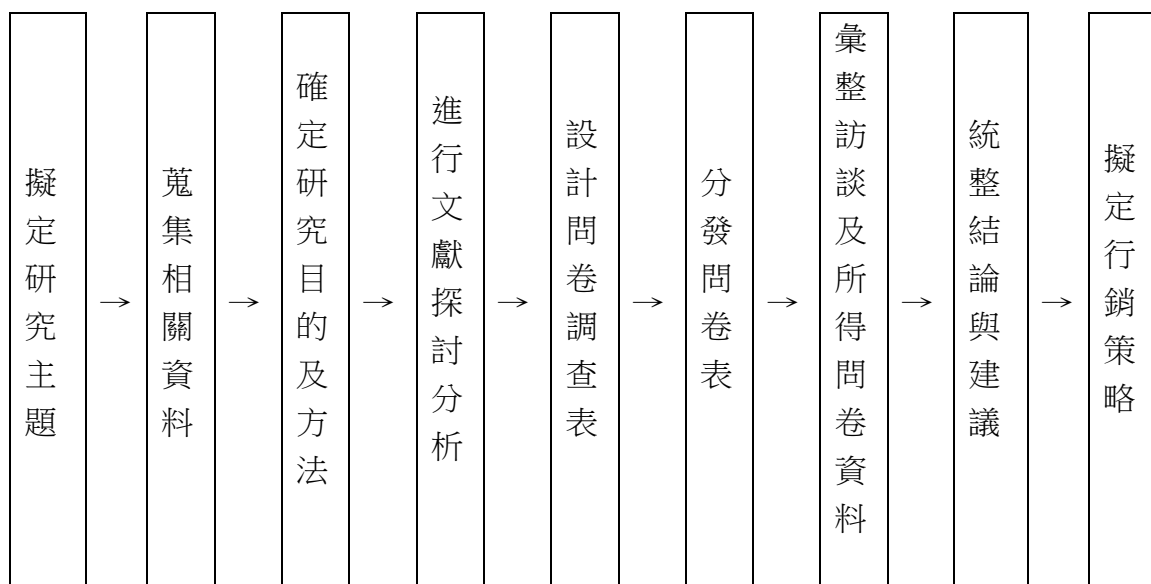 擬定研究主題
→
蒐集相關資料
→
確定研究目的及方法
→
進行文獻探討分析
→
設計問卷調查表
→
分發問卷表
→
彙整訪談及所得問卷資料
→
統整結論與建議
→
擬定行銷策略